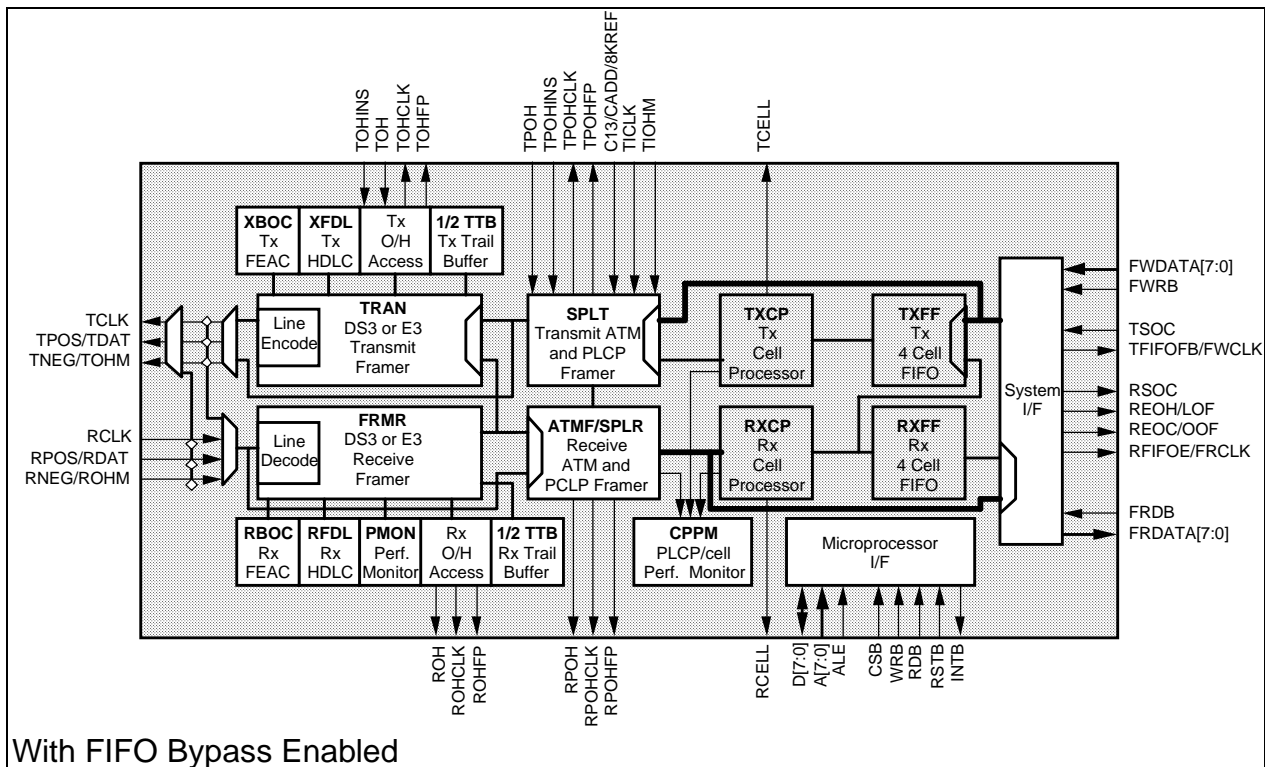 TOHINS
TOH
TOHCLK
TOHFP
TPOH
TPOHINS
TPOHCLK
TPOHFP
C13/CADD/8KREF
TICLK
TIOHM
TCELL
XBOC
Tx
FEAC
XFDL
Tx
HDLC
Tx
O/H
Access
1/2 TTB
Tx Trail
Buffer
TCLK
TPOS/TDAT
TNEG/TOHM
Line
Encode
TRAN
DS3 or E3
Transmit
Framer
SPLT
Transmit ATM
and PLCP
Framer
TXCP
Tx
Cell
Processor
TXFF
Tx
4 Cell
FIFO
System
I/F
FWDATA[7:0]
FWRB
TSOC
TFIFOFB/FWCLK
RSOC
REOH/LOF
REOC/OOF
RFIFOE/FRCLK
FRDB
FRDATA[7:0]
RCLK
RPOS/RDAT
RNEG/ROHM
Line
Decode
FRMR
DS3 or E3
Receive
Framer
ATMF/SPLR
Receive
ATM and
PCLP Framer
RXCP
Rx
Cell
Processor
RXFF
Rx
4 Cell
FIFO
RBOC
Rx
FEAC
RFDL
Rx
HDLC
PMON
Perf.
Monitor
Rx
O/H
Access
1/2 TTB
Rx Trail
Buffer
CPPM
PLCP/cell
Perf. Monitor
Microprocessor
I/F
ROH
ROHCLK
ROHFP
RPOH
RPOHCLK
RPOHFP
RCELL
D[7:0]
A[7:0]
ALE
CSB
WRB
RDB
RSTB
INTB
With FIFO Bypass Enabled